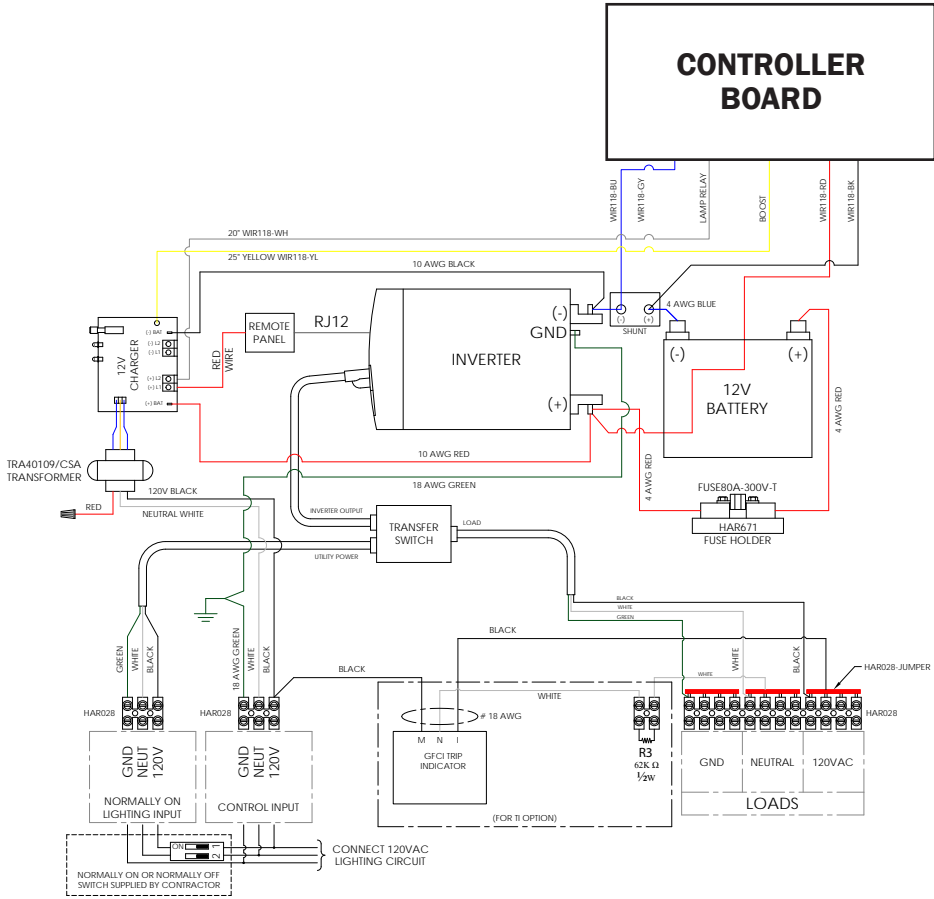 CONTROLLER
BOARD
WIR118-BU
WIR118-GY
LAMP RELAY
BOOST
WIR118-RD
WIR118-BK
20" WIR118-WH
25" YELLOW WIR118-YL
10 AWG BLACK
4 AWG BLUE
(-)
(+)
SHUNT
(-) BAT
(-) L2
(-) L1
(+) L2
(+) L1
(+) BAT
12V
CHARGER
RED
WIRE
REMOTE
PANEL
RJ12
INVERTER
(-)
GND
(+)
(-)
(+)
12V
BATTERY
4 AWG RED
10 AWG RED
18 AWG GREEN
4 AWG RED
FUSE80A-300V-T
HAR671
FUSE HOLDER
TRA40109/CSA
TRANSFORMER
RED
120V BLACK
NEUTRAL WHITE
INVERTER OUTPUT
UTILITY POWER
TRANSFER
SWITCH
LOAD
BLACK
WHITE
GREEN
BLACK
GREEN
WHITE
BLACK
18 AWG GREEN
WHITE
BLACK
BLACK
WHITE
WHITE
WHITE
BLACK
HAR028-JUMPER
HAR028
HAR028
HAR028
# 18 AWG
M N I
GFCI TRIP
INDICATOR
R3
62K Ω
½W
(FOR TI OPTION)
GND
NEUT
120V
NORMALLY ON
LIGHTING INPUT
GND
NEUT
120V
CONTROL INPUT
GND
NEUTRAL
120VAC
LOADS
ON
1
2
CONNECT 120VAC
LIGHTING CIRCUIT
NORMALLY ON OR NORMALLY OFF
SWITCH SUPPLIED BY CONTRACTOR